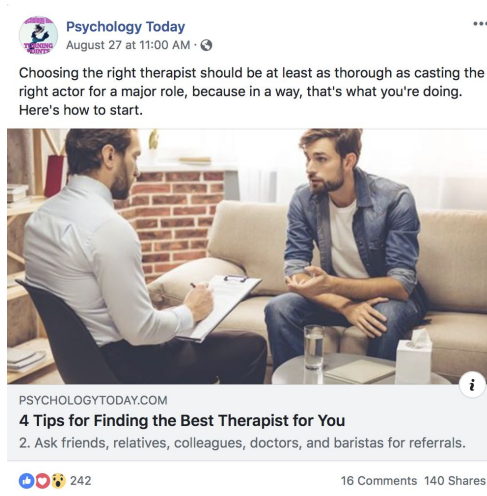 Psychology Today
August 27 at 11:00 AM ·
Choosing the right therapist should be at least as thorough as casting the
right actor for a major role, because in a way, that's what you're doing.
Here's how to start.
PSYCHOLOGYTODAY.COM
4 Tips for Finding the Best Therapist for You
2. Ask friends, relatives, colleagues, doctors, and baristas for referrals.
242
16 Comments 140 Shares